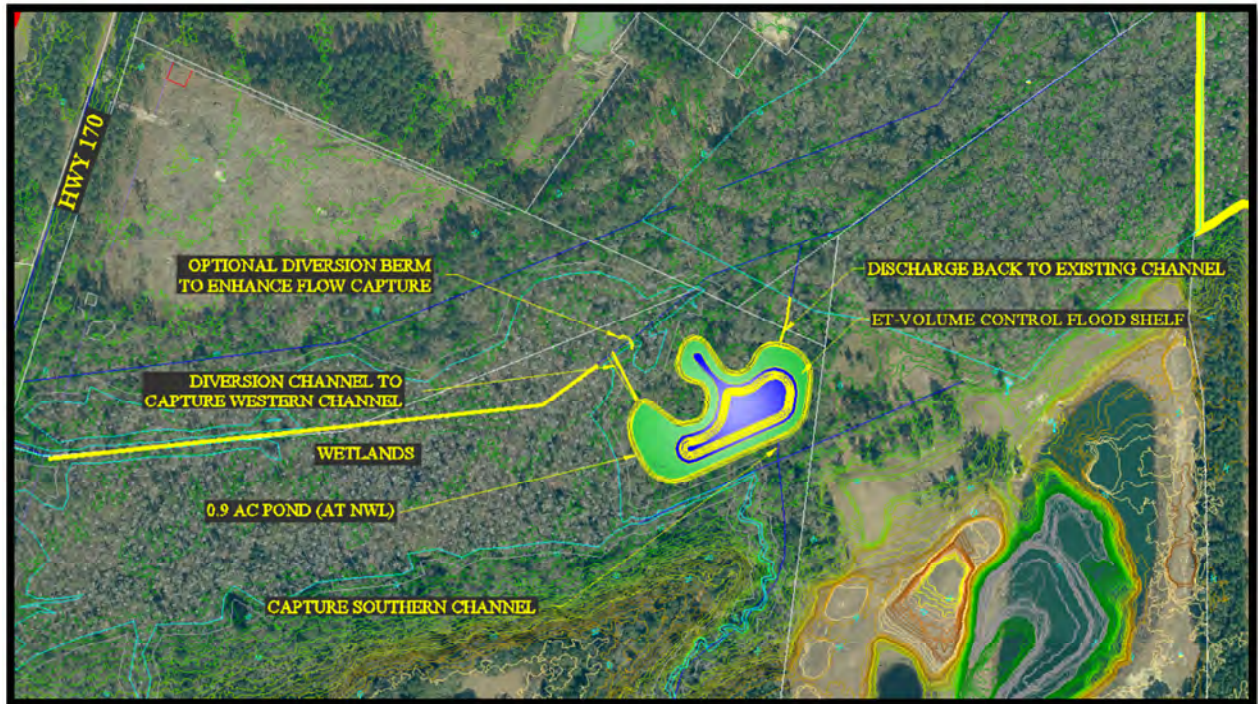 HWY 170
OPTIONAL DIVERSION BERM
TO ENHANCE FLOW CAPTURE
DISCHARGE BACK TO EXISTING CHANNEL
ET-VOLUME CONTROL FLOOD SHELF
DIVERSION CHANNEL TO
CAPTURE WESTERN CHANNEL
WETLANDS
0.9 AC POND (AT NWL)
CAPTURE SOUTHERN CHANNEL